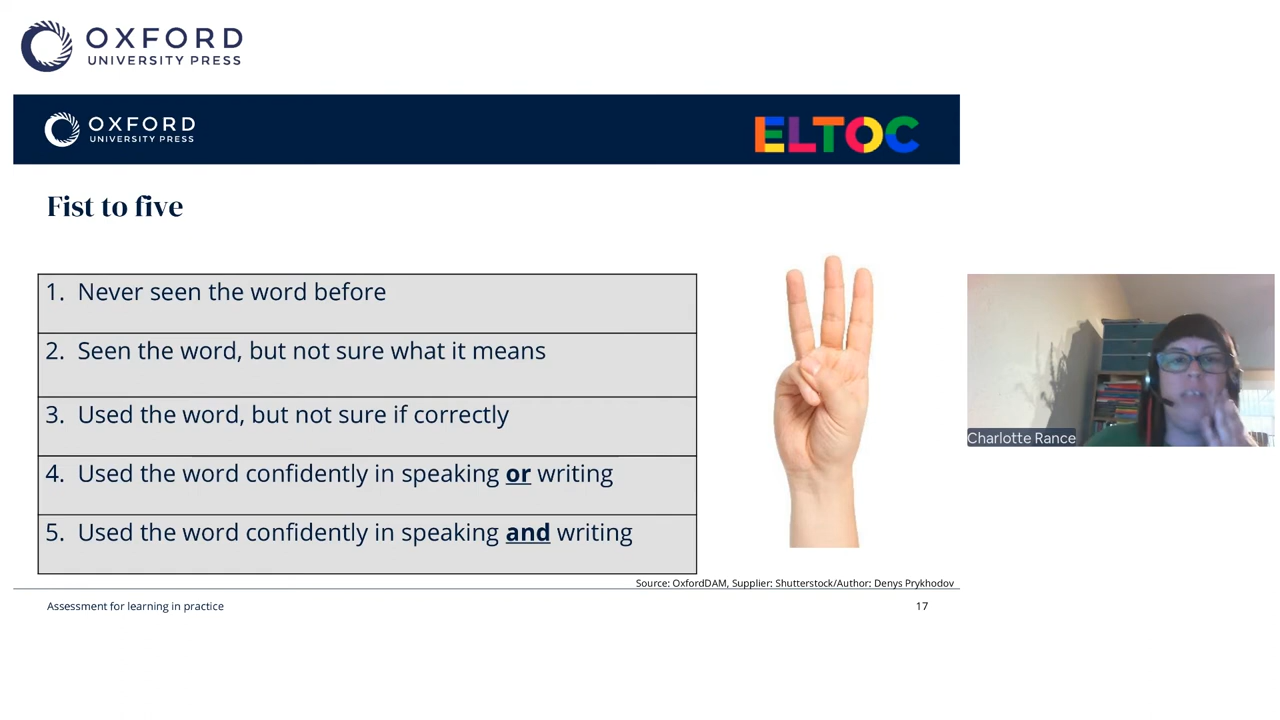 OXFORD
UNIVERSITY PRESS
OXFORD
UNIVERSITY PRESS
ELTOC
Fist to five
1. Never seen the word before
2. Seen the word, but not sure what it means
3. Used the word, but not sure if correctly
4. Used the word confidently in speaking or writing
5. Used the word confidently in speaking and writing
Charlotte Rance
Source: OxfordDAM, Supplier: Shutterstock/Author: Denys Prykhodov
Assessment for learning in practice
17